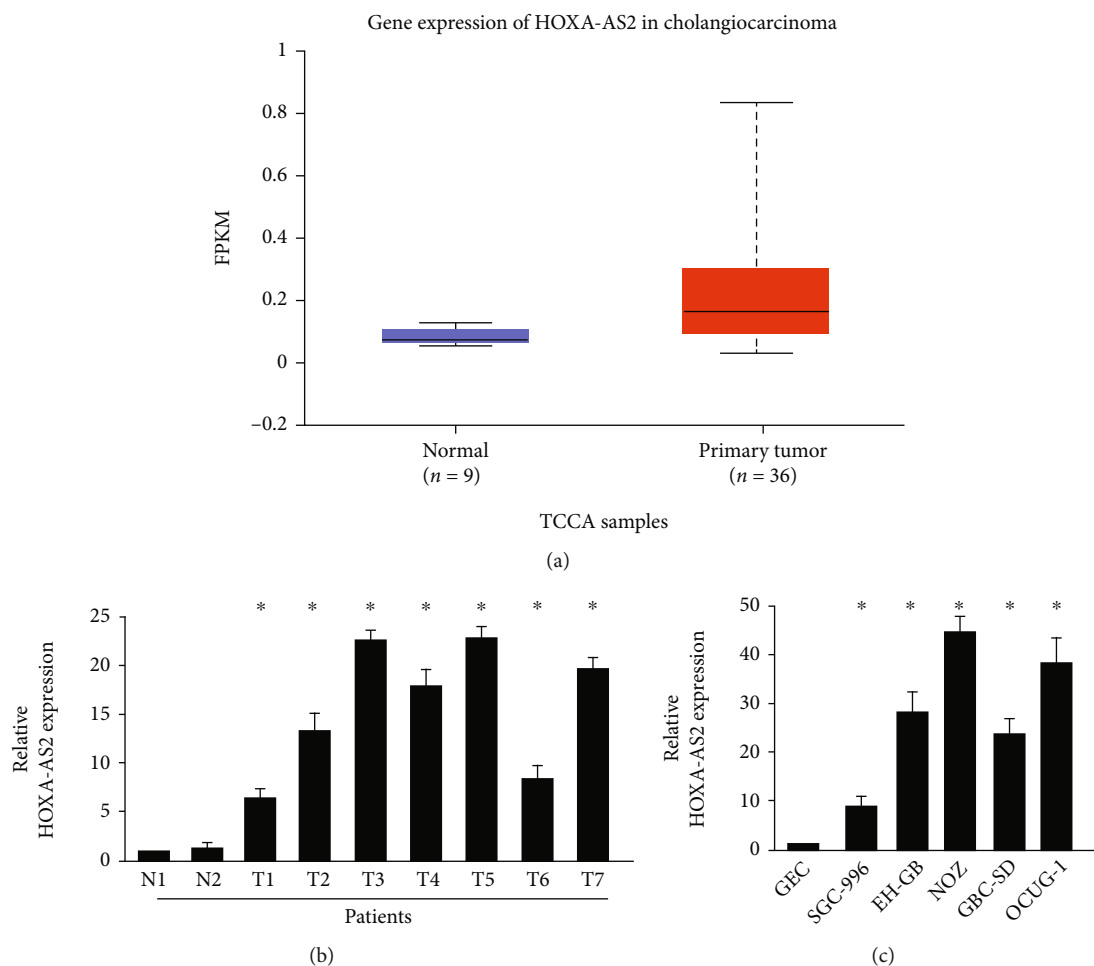 Gene expression of HOXA-AS2 in cholangiocarcinoma
1
0.8
0.6
0.4
0.2
0
−0.2
FPKM
Normal
(n = 9)
Primary tumor
(n = 36)
TCCA samples
(a)
Relative
HOXA-AS2 expression
25
20
15
10
5
0
* * * * * * *
N1 N2 T1 T2 T3 T4 T5 T6 T7
Patients
(b)
Relative
HOXA-AS2 expression
50
40
30
20
10
0
* * * * *
GEC SGC-996 EH-GB NOZ GBC-SD OCUG-1
(c)